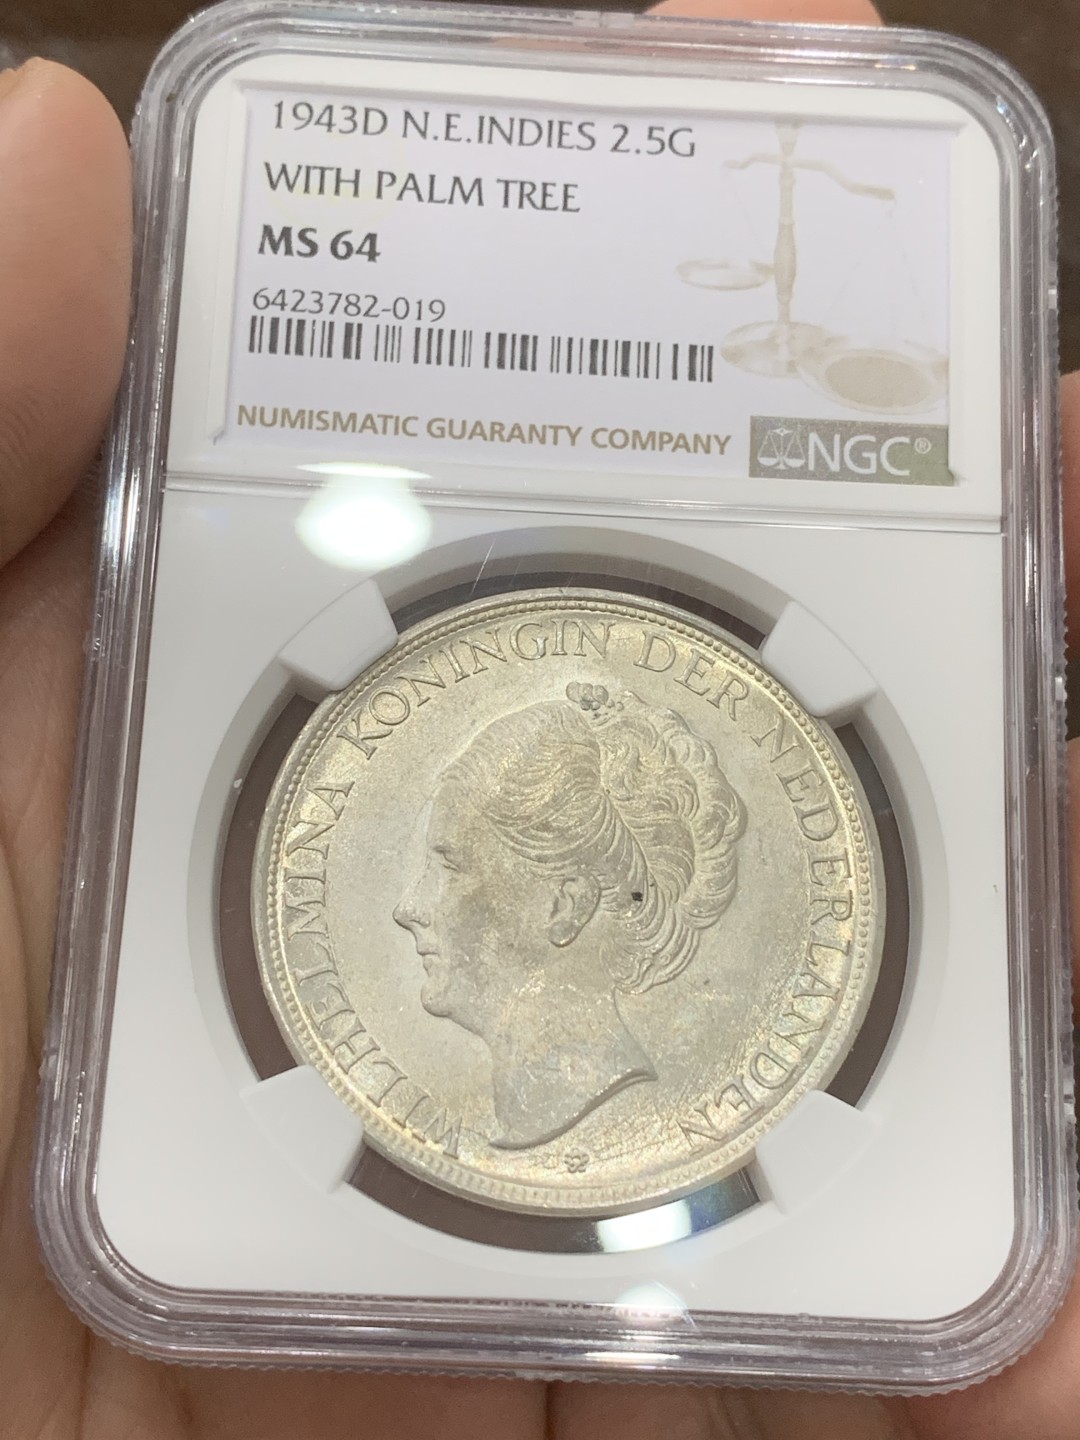 1943D N.E.INDIES 2.5G
WITH PALM TREE
MS 64
6423782-019
NUMISMATIC GUARANTY COMPANY
NGC®
WILHELMINA KONINGIN DER NEDERLANDEN